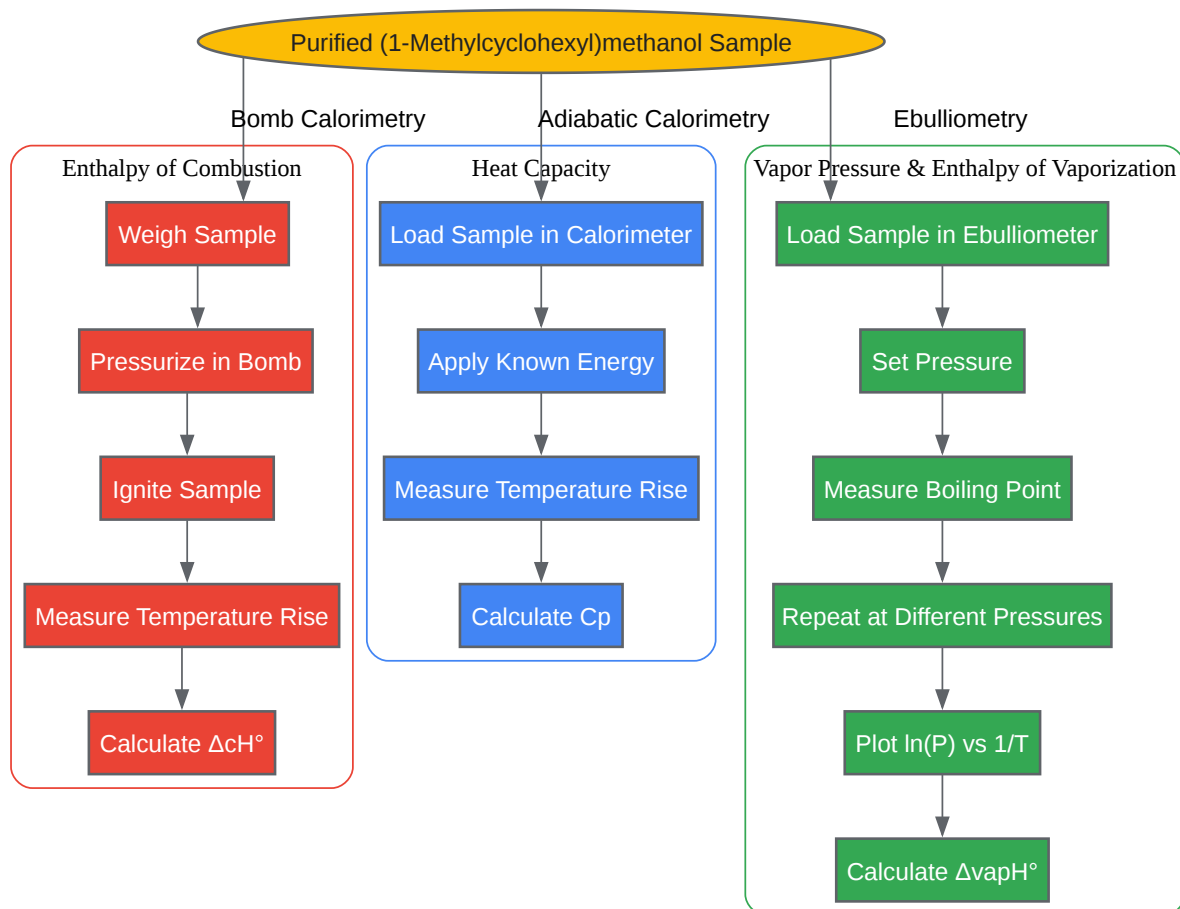 Purified (1-Methylcyclohexyl)methanol Sample
Bomb Calorimetry
Adiabatic Calorimetry
Ebulliometry
Enthalpy of Combustion
Weigh Sample
Pressurize in Bomb
Ignite Sample
Measure Temperature Rise
Calculate ΔcH°
Heat Capacity
Load Sample in Calorimeter
Apply Known Energy
Measure Temperature Rise
Calculate Cp
Vapor Pressure & Enthalpy of Vaporization
Load Sample in Ebulliometer
Set Pressure
Measure Boiling Point
Repeat at Different Pressures
Plot ln(P) vs 1/T
Calculate ΔvapH°